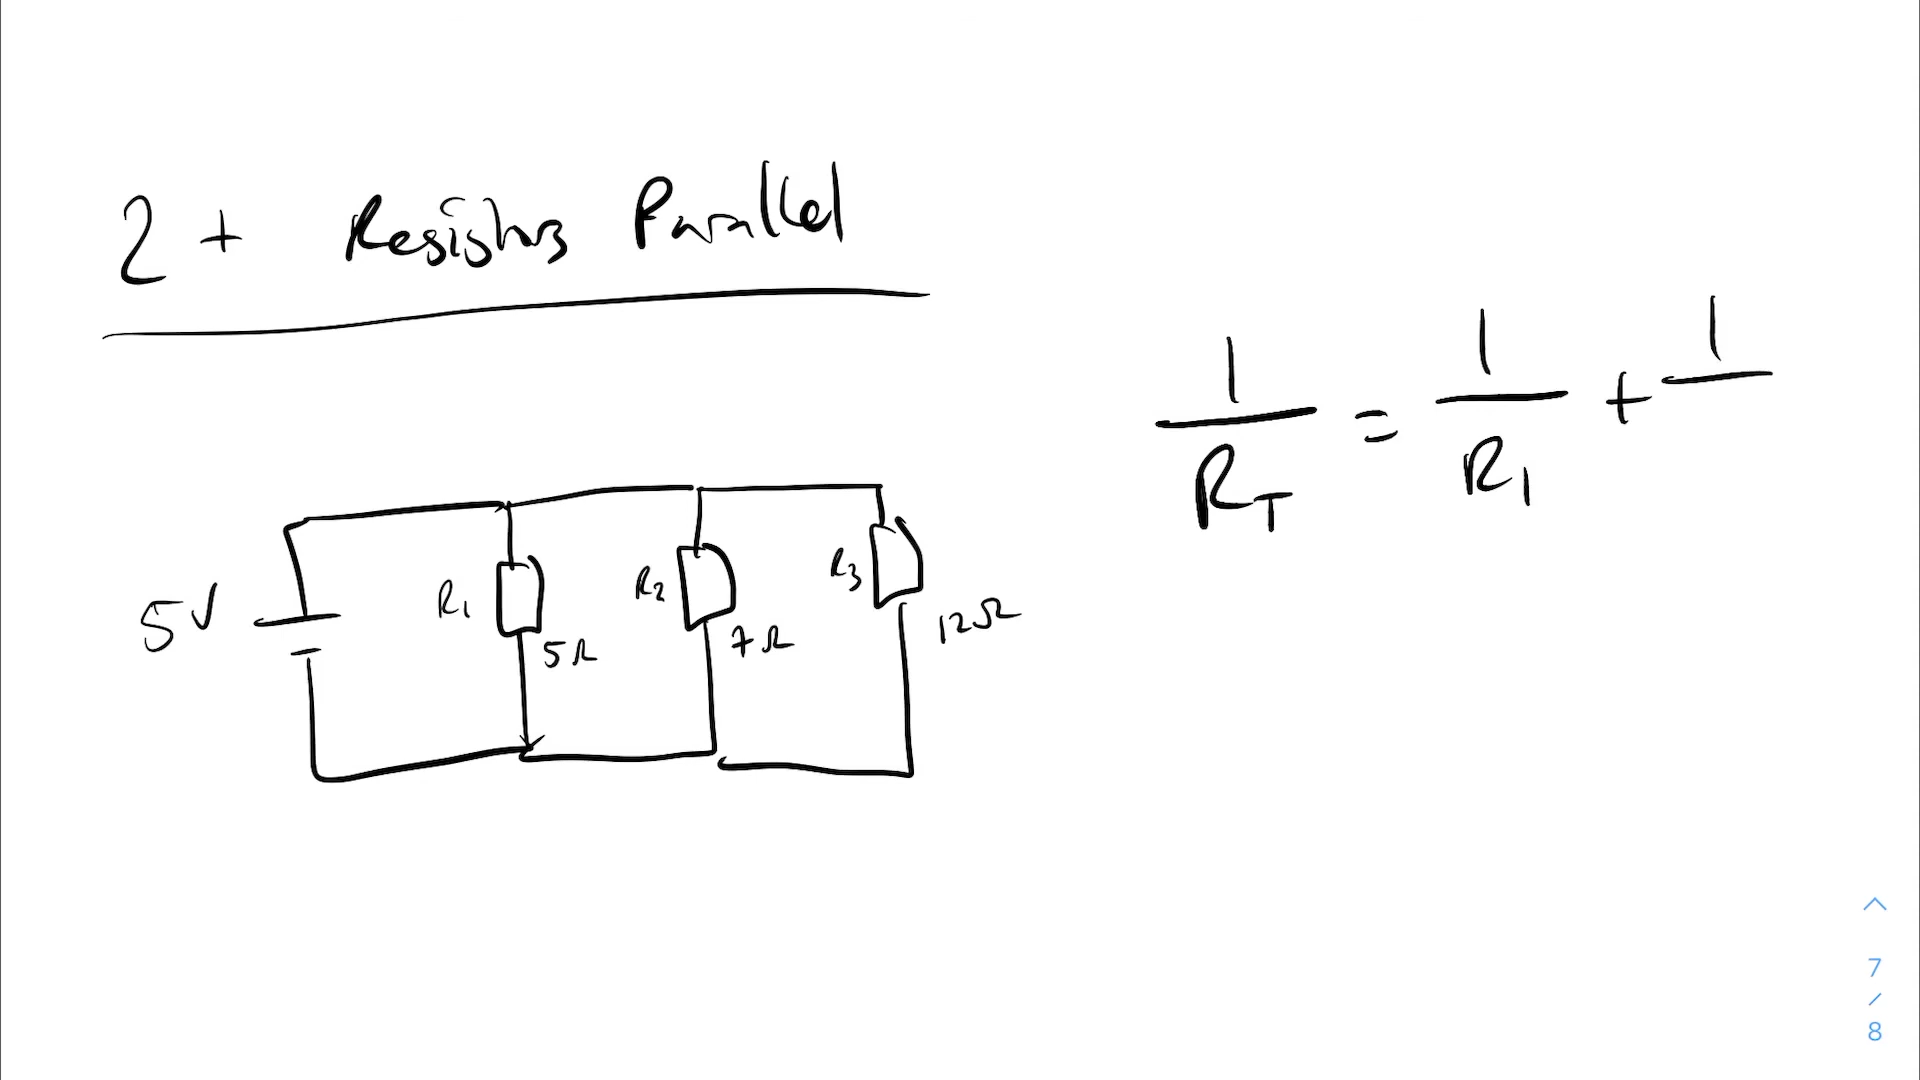 2 + Resistors Parallel
1/RT = 1/R1 + 1/
5V
R1
5Ω
R2
7Ω
R3
12Ω
7
/
8